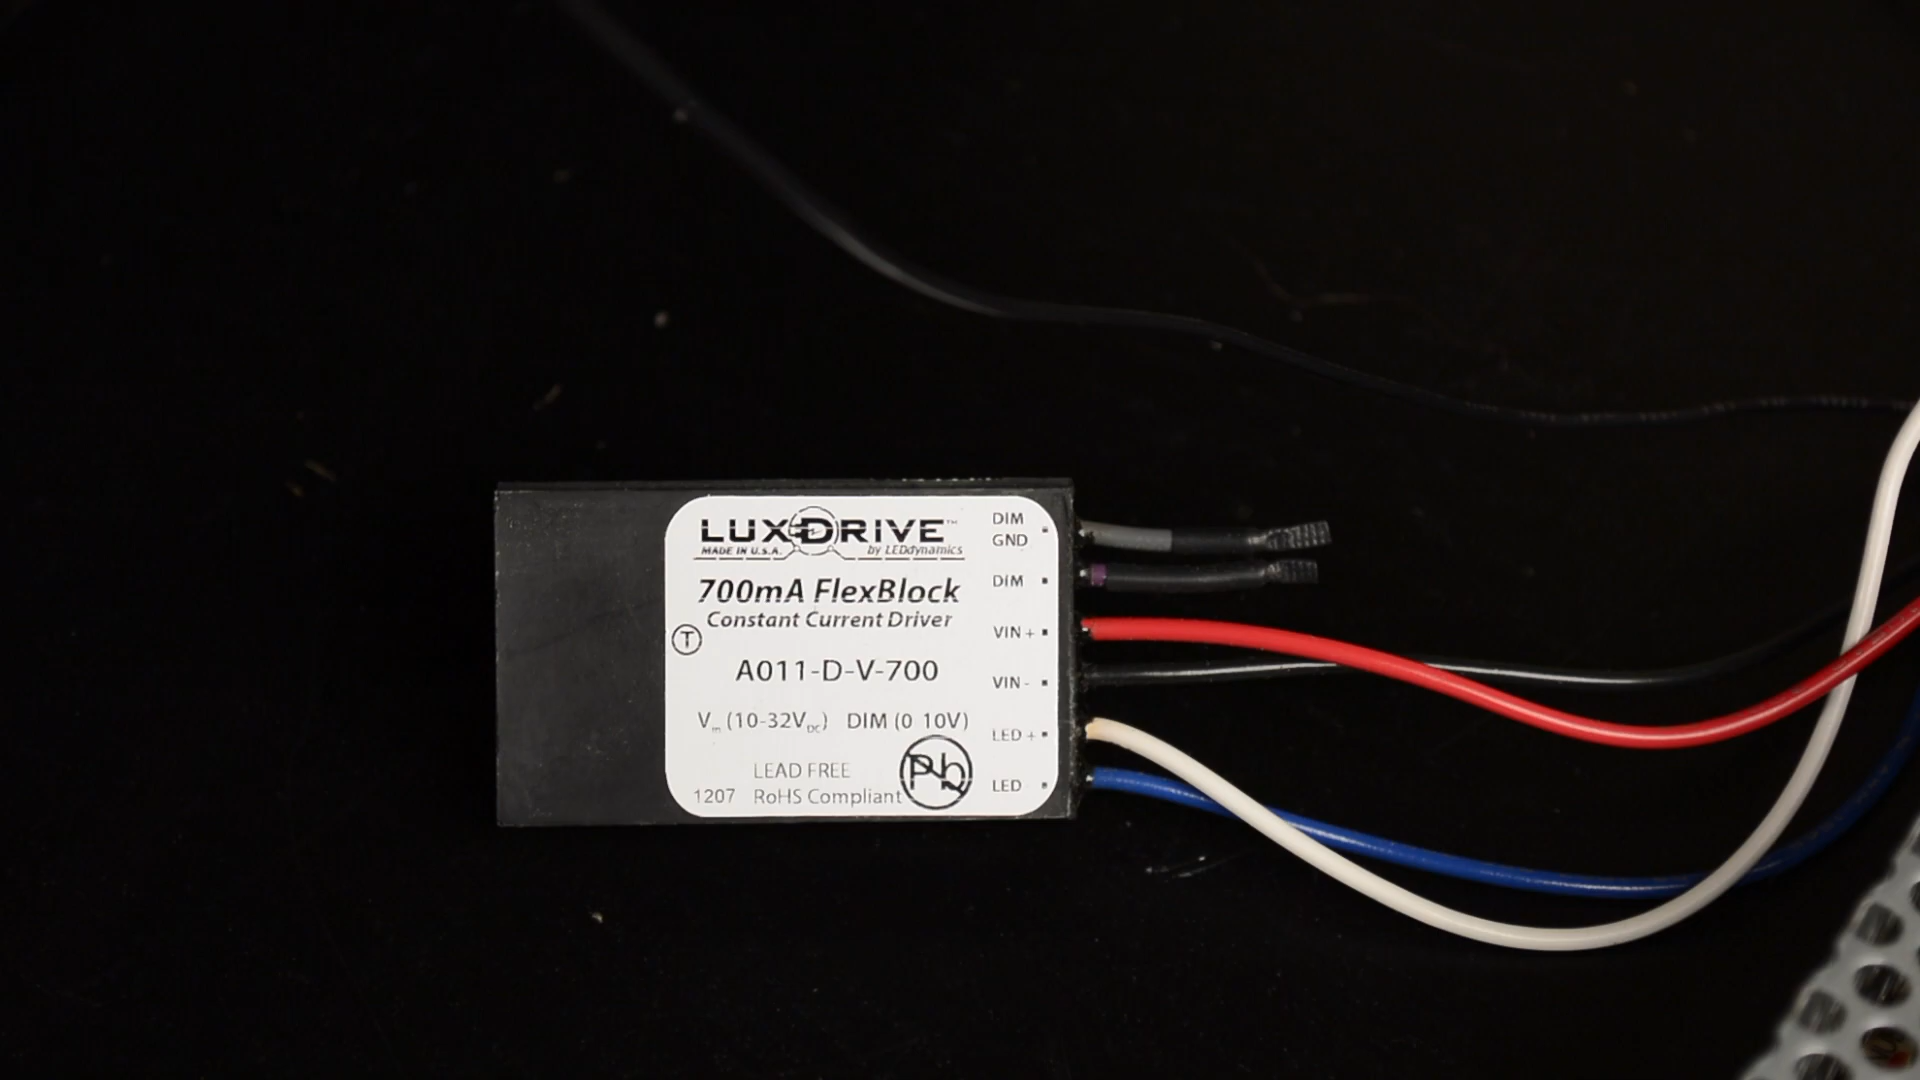 LUXDRIVE™
MADE IN U.S.A. by LEDdynamics
700mA FlexBlock
Constant Current Driver
T
A011-D-V-700
Vin (10-32VDC) DIM (0 10V)
LEAD FREE
Pb
1207 RoHS Compliant
DIM
GND
DIM
VIN +
VIN -
LED +
LED